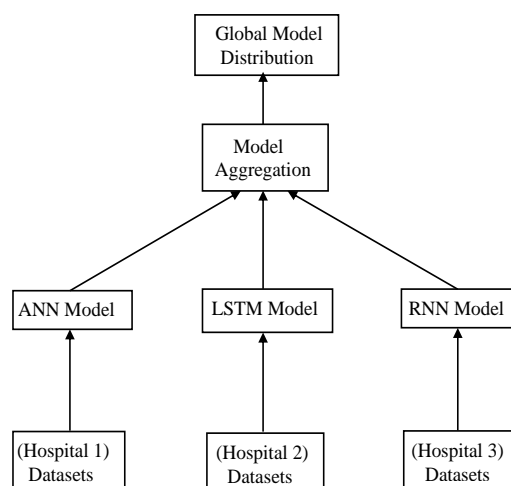 Global Model
Distribution
Model
Aggregation
ANN Model
LSTM Model
RNN Model
(Hospital 1)
Datasets
(Hospital 2)
Datasets
(Hospital 3)
Datasets